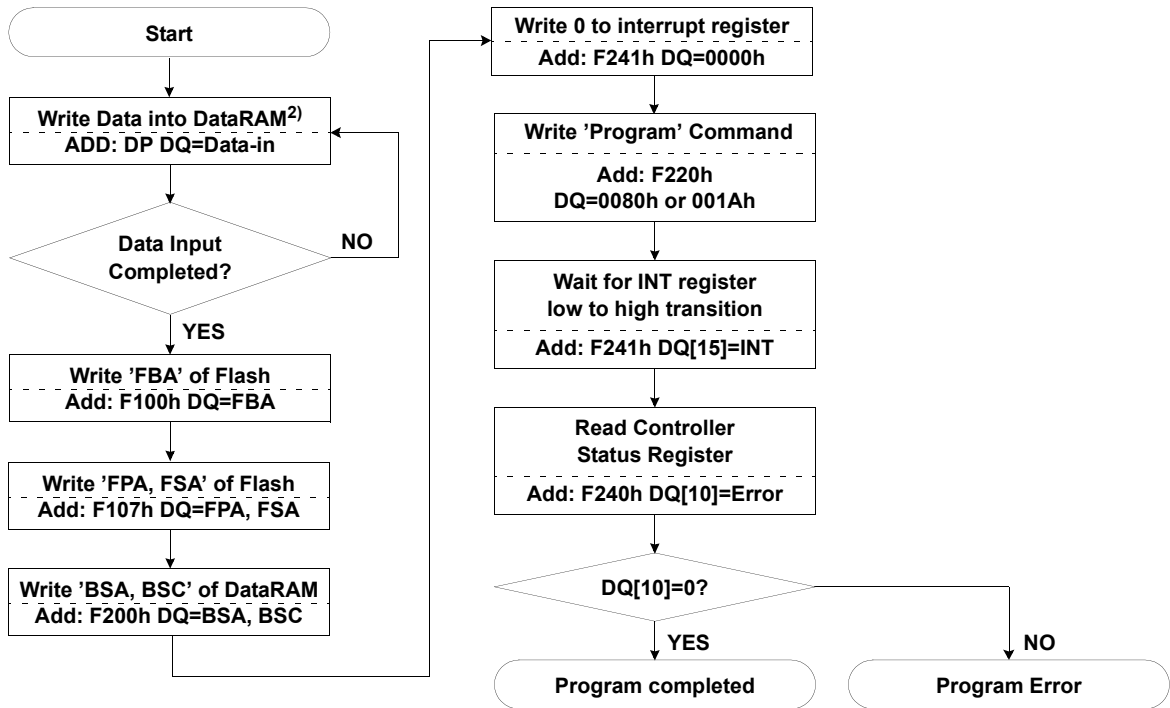 Start
Write Data into DataRAM2)
ADD: DP DQ=Data-in
Data Input
Completed?
NO
YES
Write ’FBA’ of Flash
Add: F100h DQ=FBA
Write ’FPA, FSA’ of Flash
Add: F107h DQ=FPA, FSA
Write ’BSA, BSC’ of DataRAM
Add: F200h DQ=BSA, BSC
Write 0 to interrupt register
Add: F241h DQ=0000h
Write ’Program’ Command
Add: F220h
DQ=0080h or 001Ah
Wait for INT register
low to high transition
Add: F241h DQ[15]=INT
Read Controller
Status Register
Add: F240h DQ[10]=Error
DQ[10]=0?
YES
NO
Program completed
Program Error